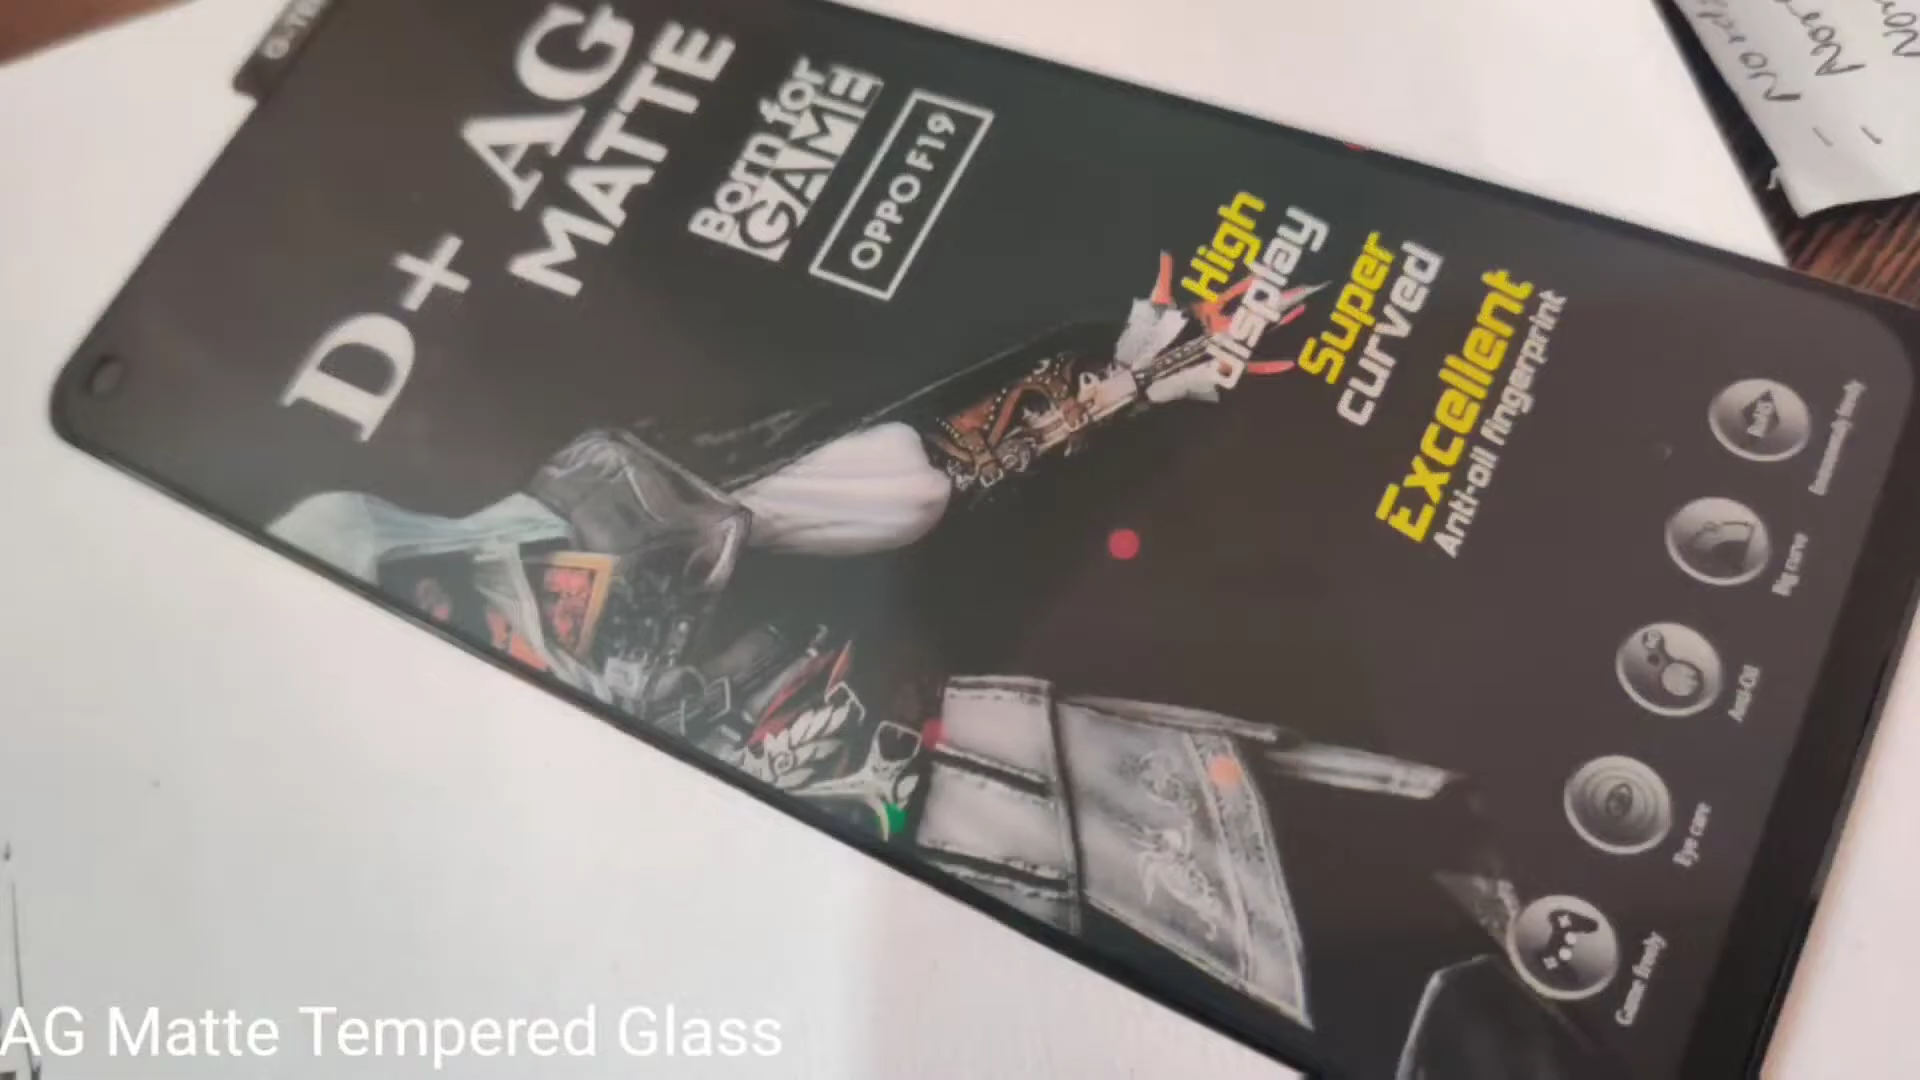 D+
AG
MATTE
Born for
GAME
OPPO F19
High
display
Super
curved
Excellent
Anti-oil fingerprint
Big curve
Anti-Oil
Eye care
Game freely
AG Matte Tempered Glass